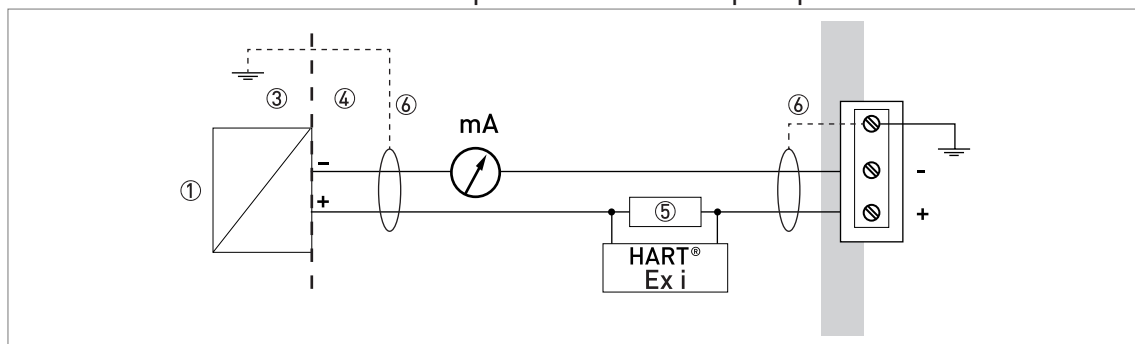 ③ ④ ⑥ ⑥
mA
①
-
+
-
+
⑤
HART®
Ex i